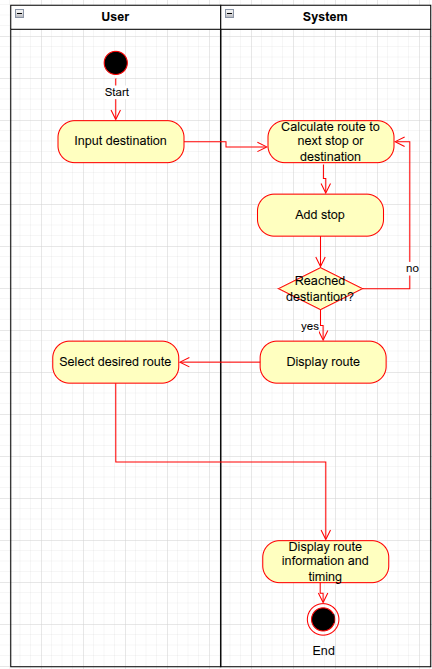 User
System
Start
Input destination
Calculate route to
next stop or
destination
Add stop
Reached
destiantion?
no
yes
Select desired route
Display route
Display route
information and
timing
End